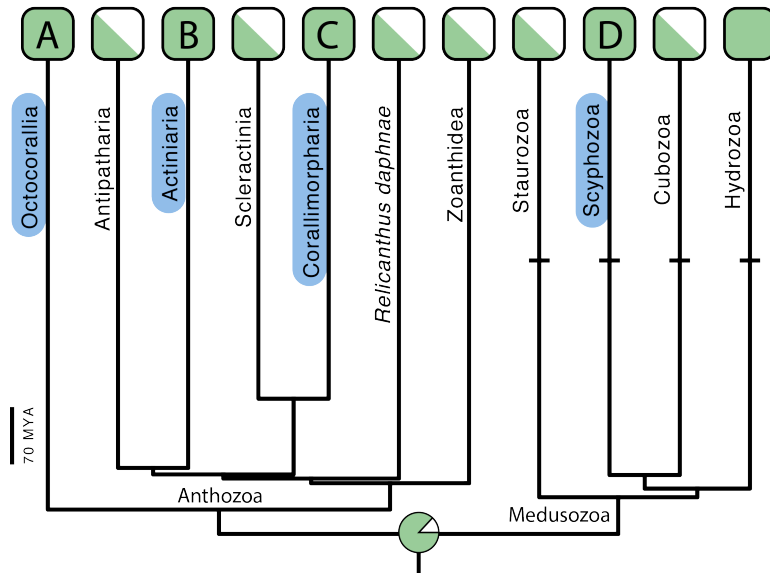 A
B
C
D
Octocorallia
Antipatharia
Actiniaria
Scleractinia
Corallimorpharia
Relicanthus daphnae
Zoanthidea
Staurozoa
Scyphozoa
Cubozoa
Hydrozoa
70 MYA
Anthozoa
Medusozoa